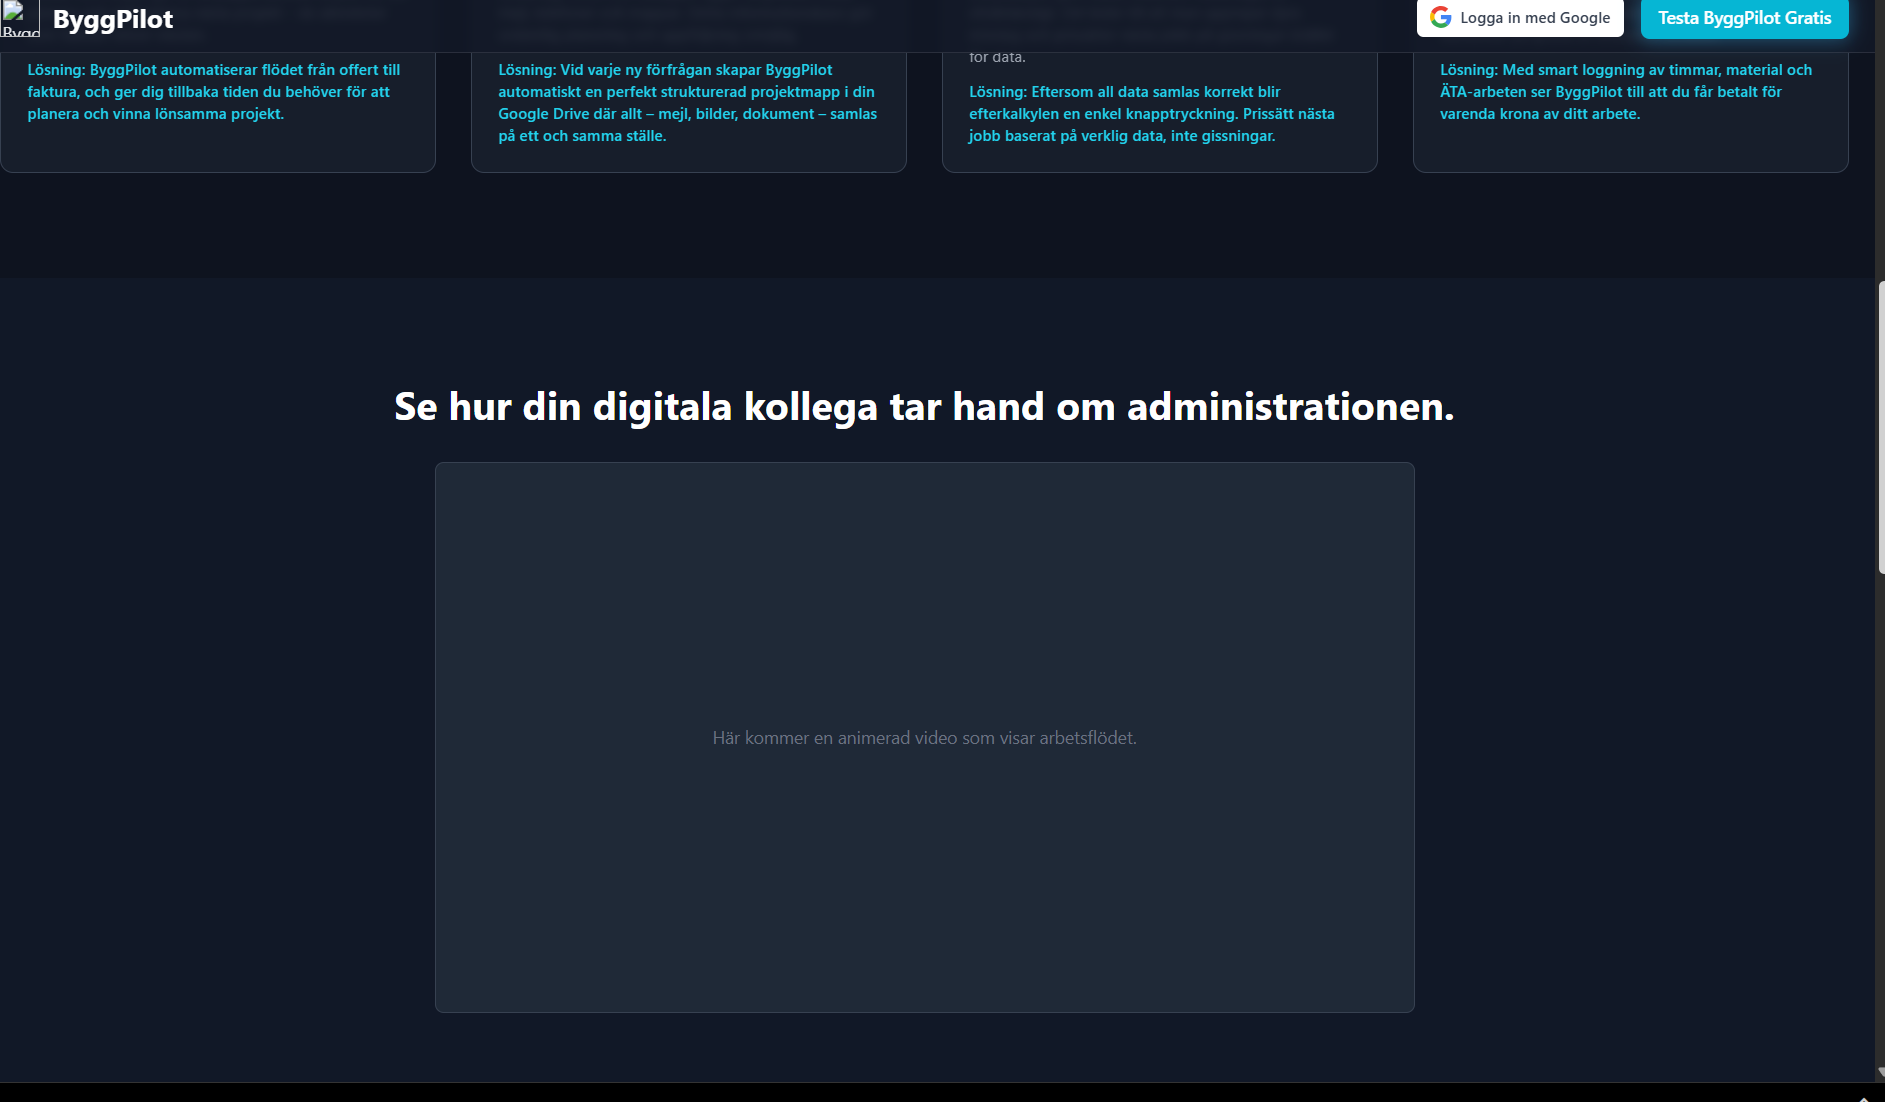 Bygg
ByggPilot
Logga in med Google
Testa ByggPilot Gratis
Lösning: ByggPilot automatiserar flödet från offert till
faktura, och ger dig tillbaka tiden du behöver för att
planera och vinna lönsamma projekt.
Lösning: Vid varje ny förfrågan skapar ByggPilot
automatiskt en perfekt strukturerad projektmapp i din
Google Drive där allt – mejl, bilder, dokument – samlas
på ett och samma ställe.
för data.
Lösning: Eftersom all data samlas korrekt blir
efterkalkylen en enkel knapptryckning. Prissätt nästa
jobb baserat på verklig data, inte gissningar.
Lösning: Med smart loggning av timmar, material och
ÄTA-arbeten ser ByggPilot till att du får betalt för
varenda krona av ditt arbete.
Se hur din digitala kollega tar hand om administrationen.
Här kommer en animerad video som visar arbetsflödet.